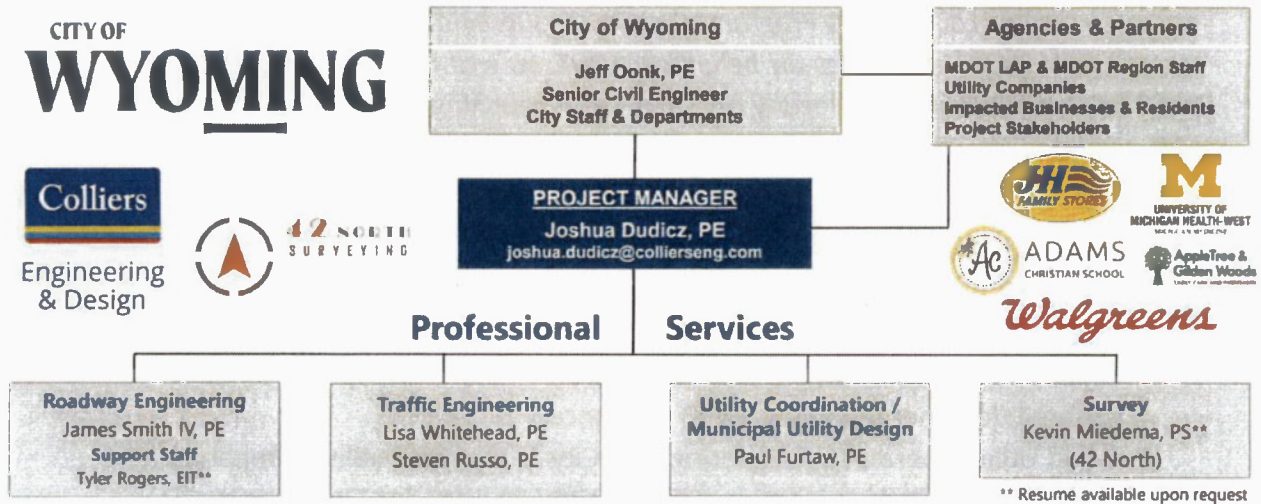 CITY OF
WYOMING
City of Wyoming
Jeff Oonk, PE
Senior Civil Engineer
City Staff & Departments
Agencies & Partners
MDOT LAP & MDOT Region Staff
Utility Companies
Impacted Businesses & Residents
Project Stakeholders
Colliers
Engineering
& Design
42 NORTH
SURVEYING
PROJECT MANAGER
Joshua Dudicz, PE
joshua.dudicz@collierseng.com
JH
FAMILY STORES
M
UNIVERSITY OF
MICHIGAN HEALTH-WEST
AC
ADAMS
CHRISTIAN SCHOOL
AppleTree &
Gilden Woods
Walgreens
Professional Services
Roadway Engineering
James Smith IV, PE
Support Staff
Tyler Rogers, EIT**
Traffic Engineering
Lisa Whitehead, PE
Steven Russo, PE
Utility Coordination /
Municipal Utility Design
Paul Furtaw, PE
Survey
Kevin Miedema, PS**
(42 North)
** Resume available upon request